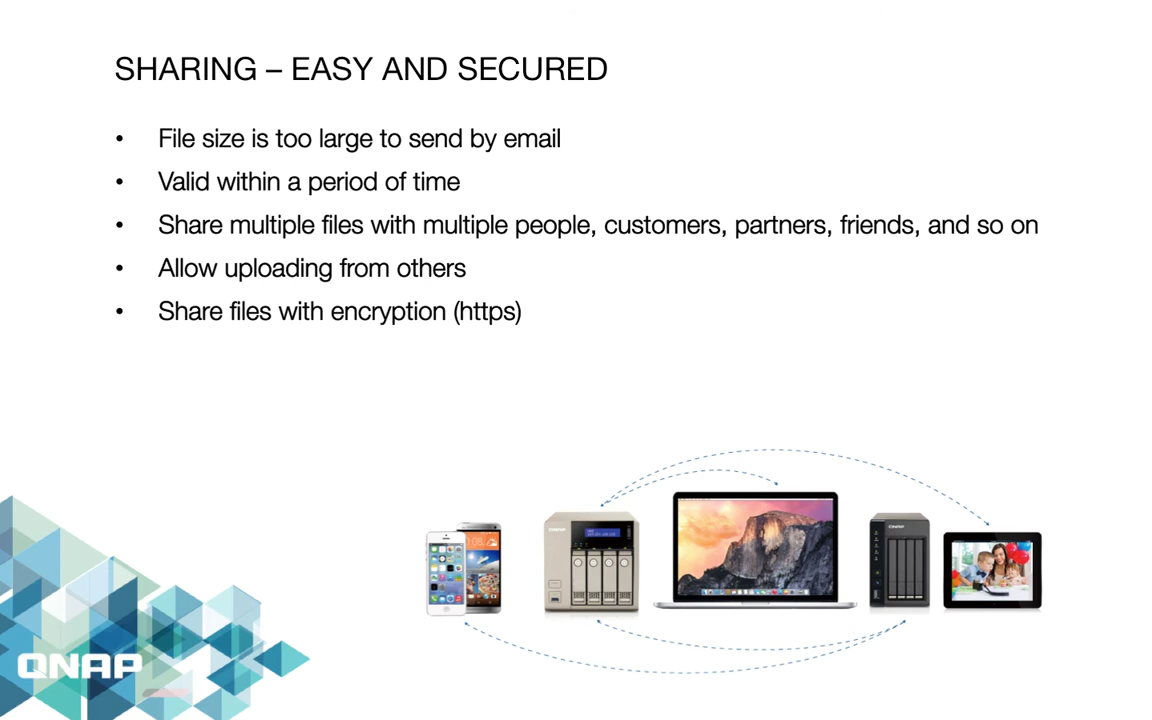 SHARING – EASY AND SECURED
• File size is too large to send by email
• Valid within a period of time
• Share multiple files with multiple people, customers, partners, friends, and so on
• Allow uploading from others
• Share files with encryption (https)
QNAP